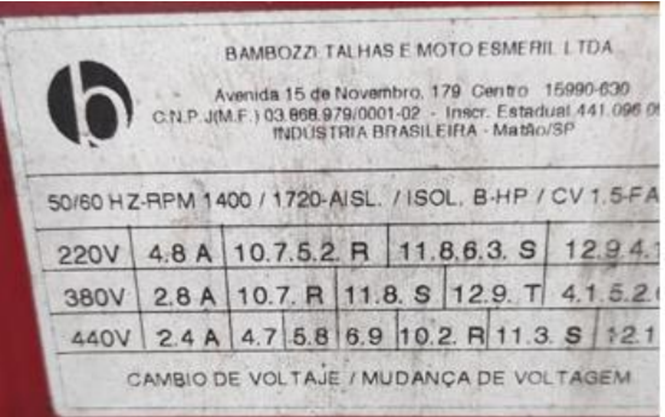 b
BAMBOZZI TALHAS E MOTO ESMERIL LTDA
Avenida 15 de Novembro, 179 Centro 15990-630
C.N.P.J(M.F.) 03.868.979/0001-02 - Inscr. Estadual 441.096.0
INDÚSTRIA BRASILEIRA - Matão/SP
50/60 HZ-RPM 1400 / 1720-AISL. / ISOL. B-HP / CV 1.5-FA
220V 4.8 A 10.7.5.2. R 11.8.6.3. S 12.9.4.1
380V 2.8 A 10.7. R 11.8. S 12.9. T 4.1.5.2.
440V 2.4 A 4.7 5.8 6.9 10.2. R 11.3. S 12.1
CAMBIO DE VOLTAJE / MUDANÇA DE VOLTAGEM